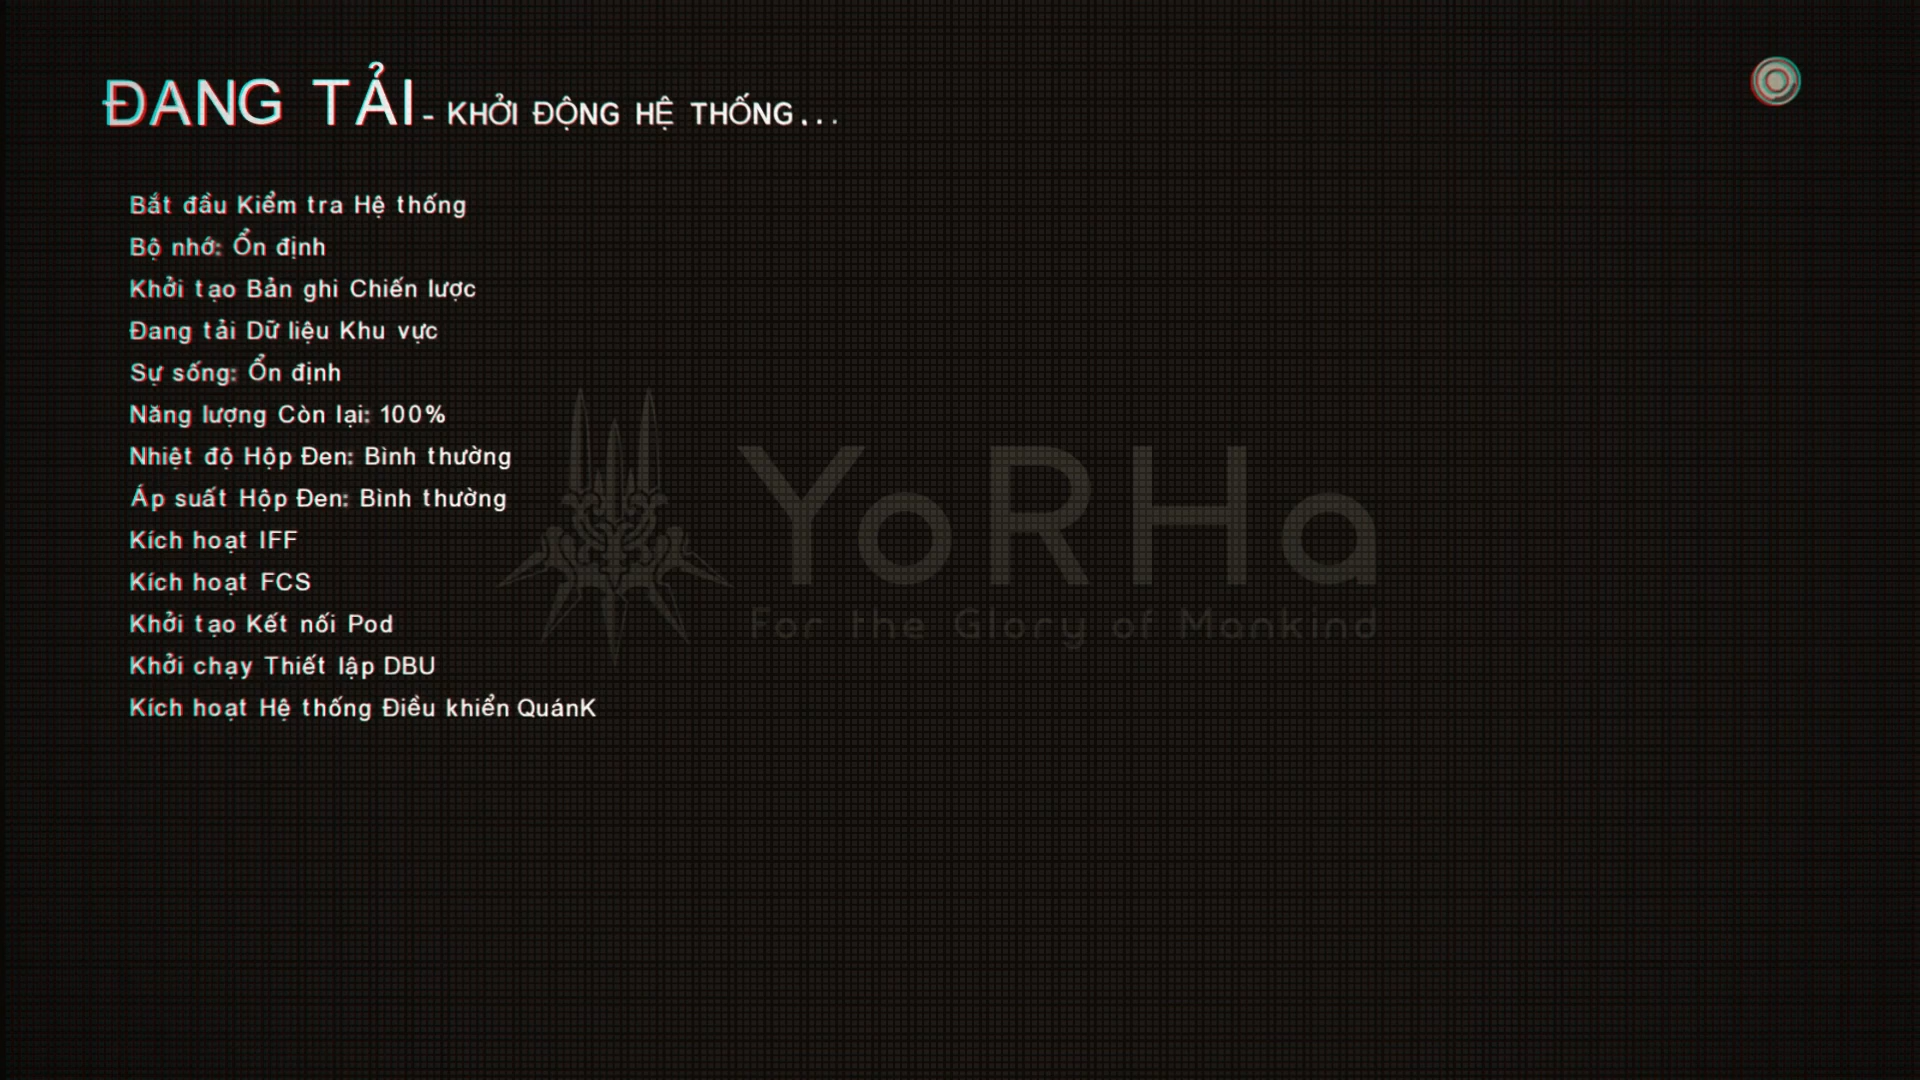 ĐANG TẢI - KHỞI ĐỘNG HỆ THỐNG...
Bắt đầu Kiểm tra Hệ thống
Bộ nhớ: Ổn định
Khởi tạo Bản ghi Chiến lược
Đang tải Dữ liệu Khu vực
Sự sống: Ổn định
Năng lượng Còn lại: 100%
Nhiệt độ Hộp Đen: Bình thường
Áp suất Hộp Đen: Bình thường
Kích hoạt IFF
Kích hoạt FCS
Khởi tạo Kết nối Pod
Khởi chạy Thiết lập DBU
Kích hoạt Hệ thống Điều khiển QuánK
YoRHa
For the Glory of Mankind